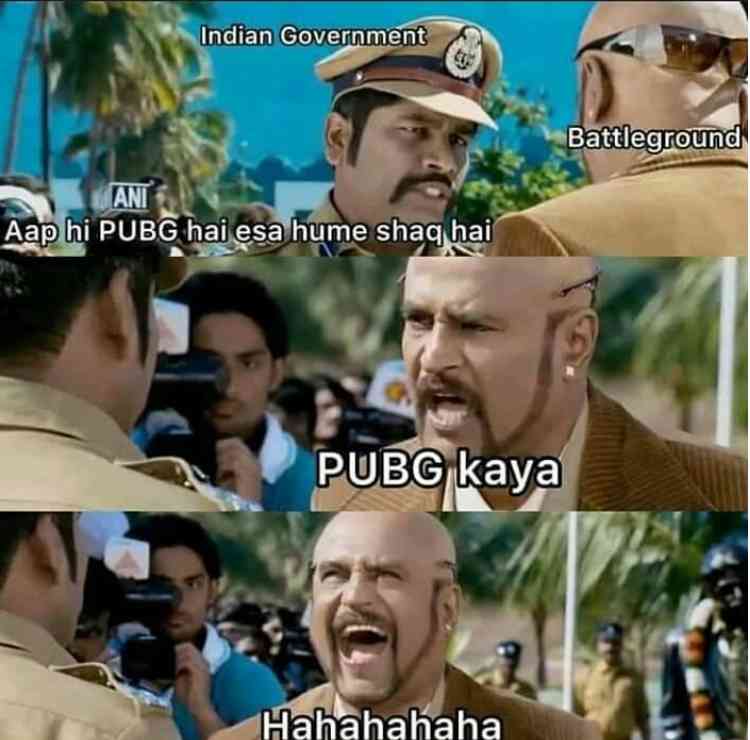 Indian Government
Battleground
ANI
Aap hi PUBG hai esa hume shaq hai
PUBG kaya
Hahahahaha